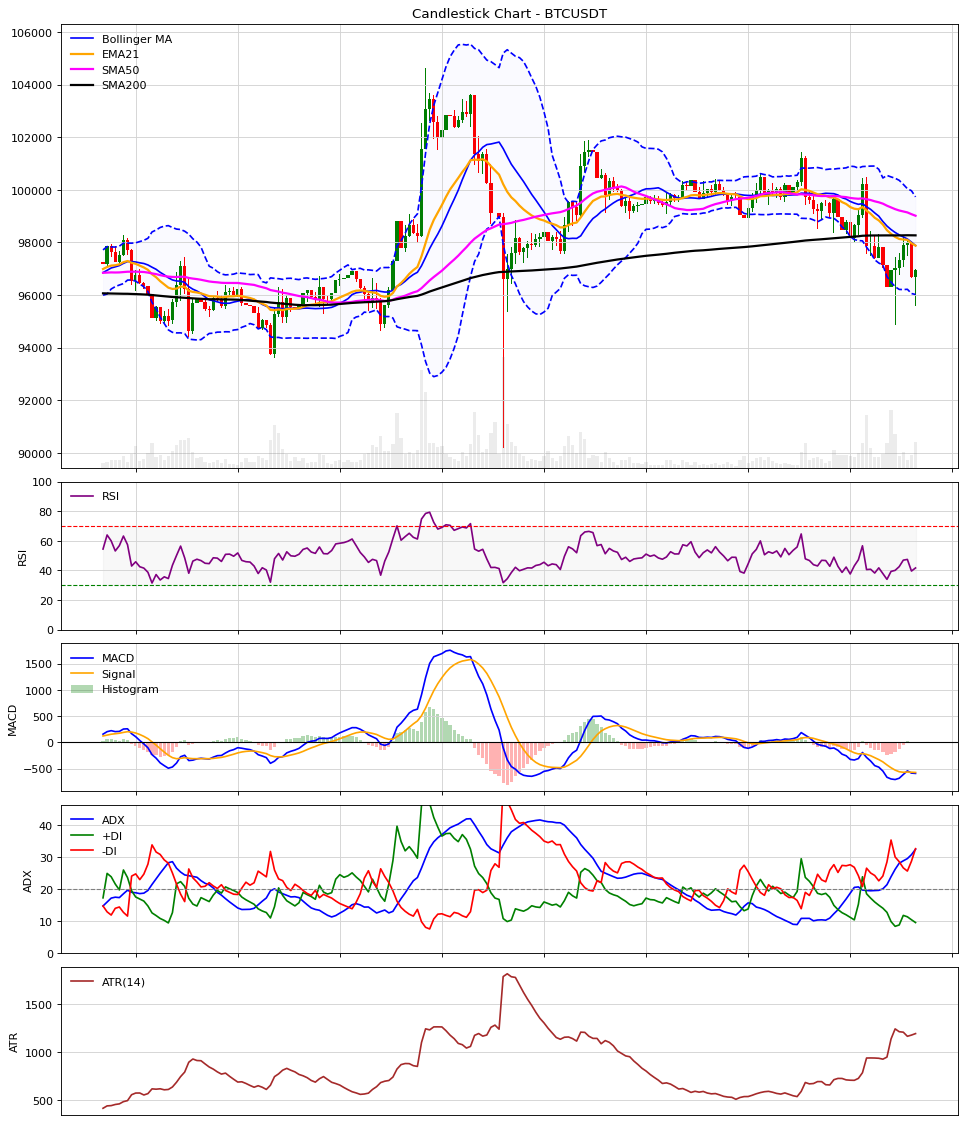 Candlestick Chart - BTCUSDT
106000
104000
102000
100000
98000
96000
94000
92000
90000
Bollinger MA
EMA21
SMA50
SMA200
100
80
60
40
20
0
RSI
RSI
1500
1000
500
0
−500
MACD
MACD
Signal
Histogram
40
30
20
10
0
ADX
ADX
+DI
-DI
1500
1000
500
ATR
ATR(14)